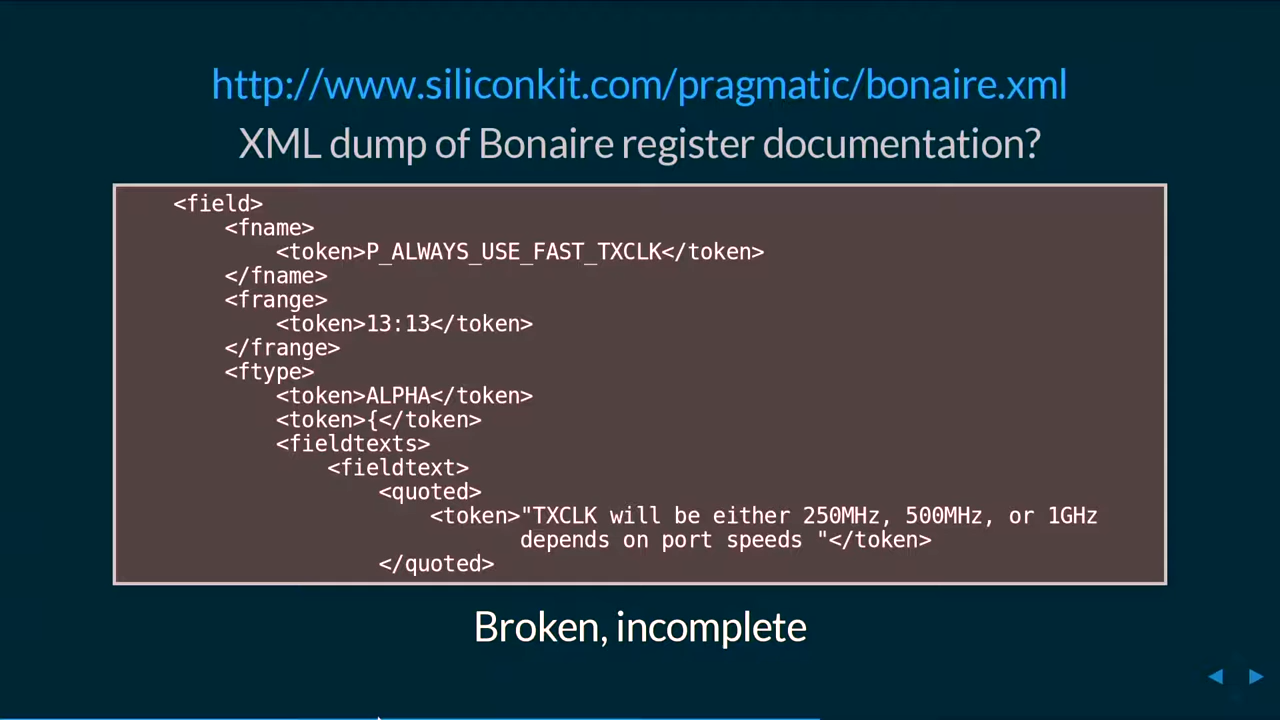 http://www.siliconkit.com/pragmatic/bonaire.xml
XML dump of Bonaire register documentation?
<field>
<fname>
<token>P_ALWAYS_USE_FAST_TXCLK</token>
</fname>
<frange>
<token>13:13</token>
</frange>
<ftype>
<token>ALPHA</token>
<token>{</token>
<fieldtexts>
<fieldtext>
<quoted>
<token>"TXCLK will be either 250MHz, 500MHz, or 1GHz
depends on port speeds "</token>
</quoted>
Broken, incomplete